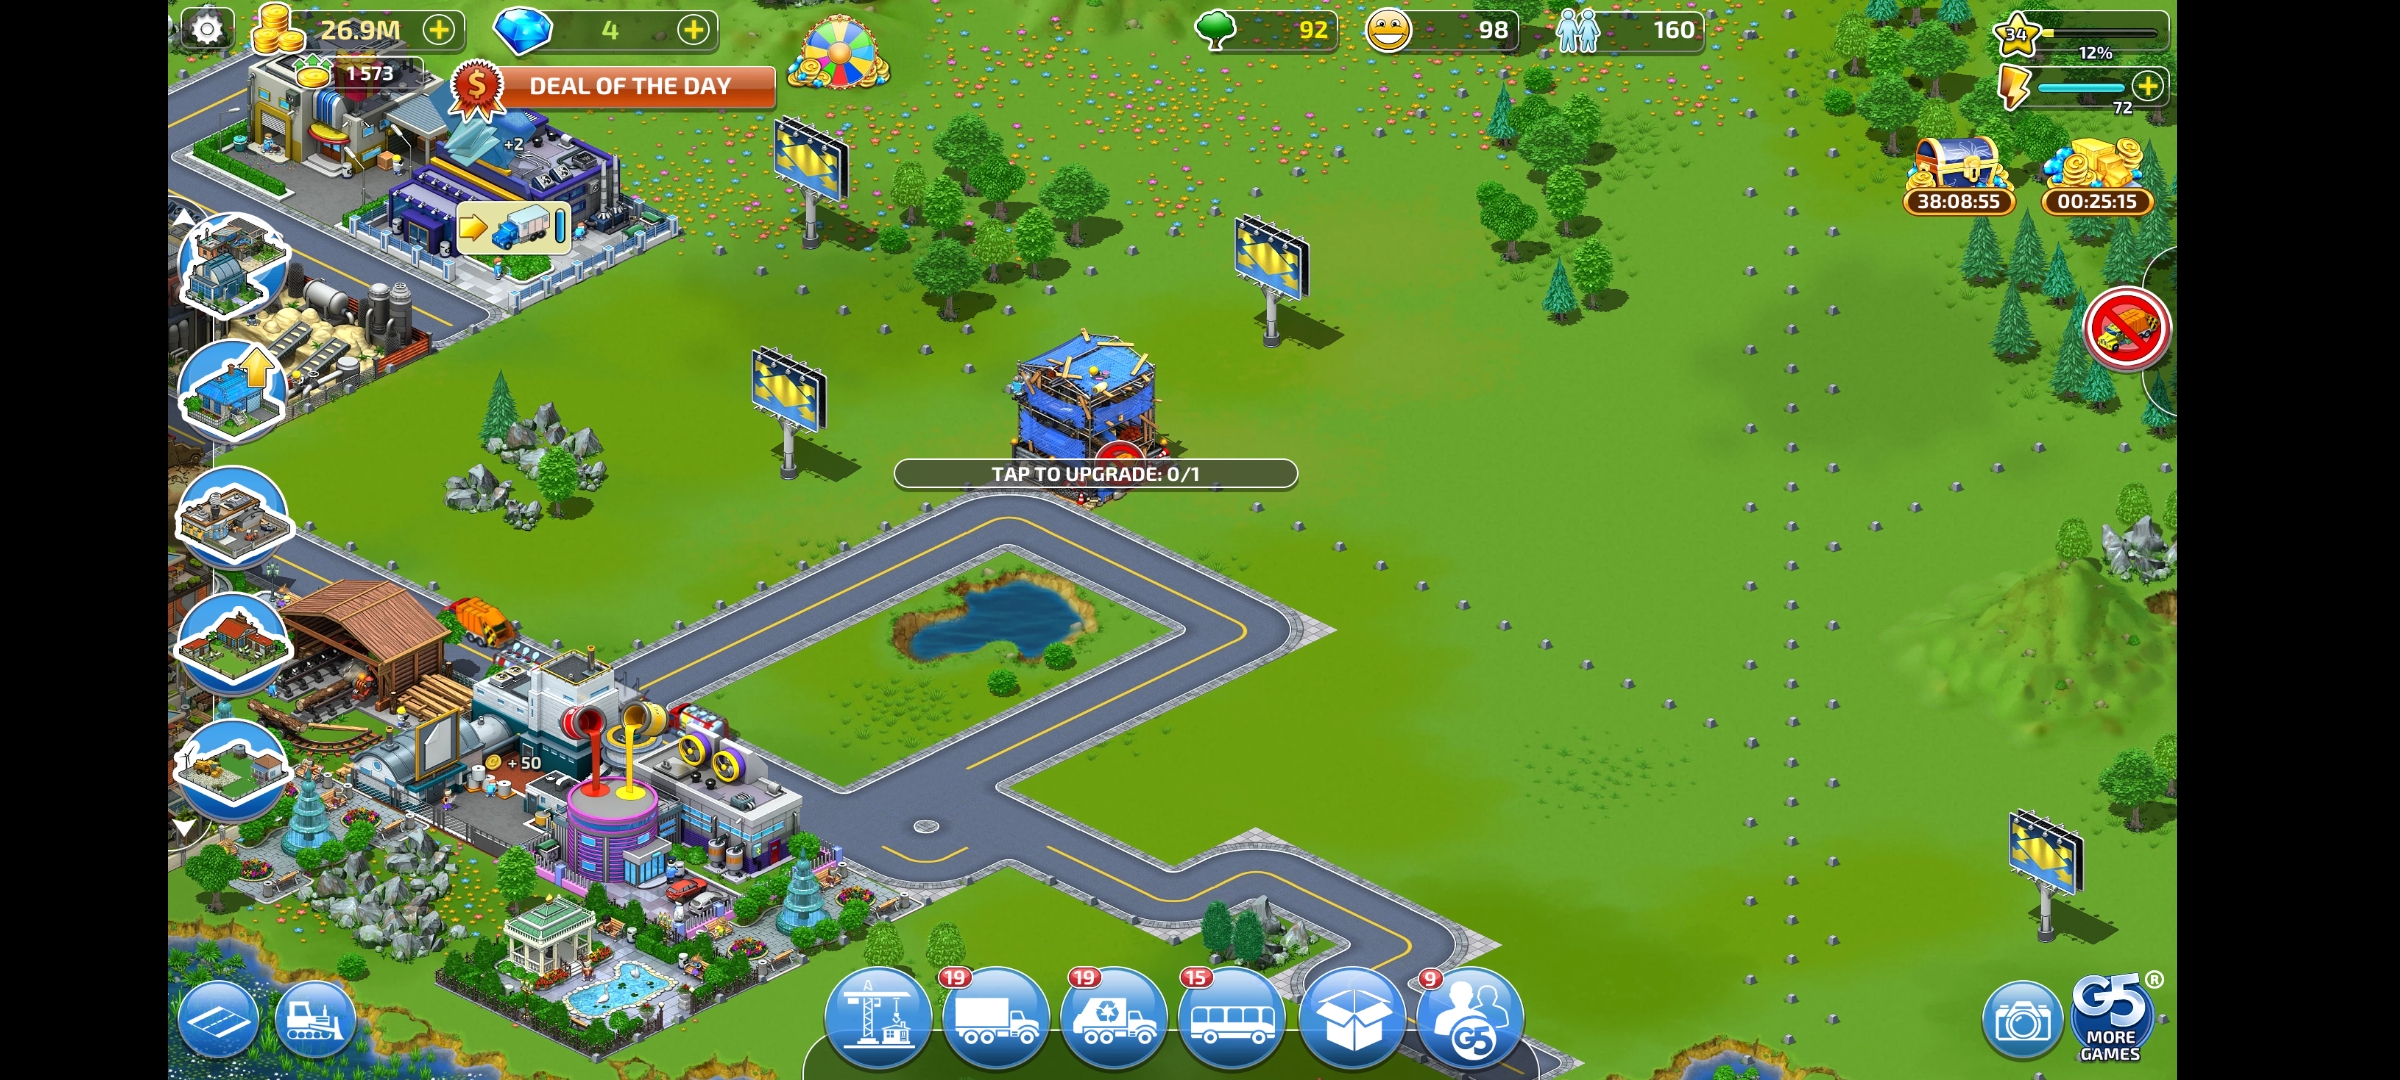 26.9M
4
92
98
160
34
12%
1 573
DEAL OF THE DAY
72
+2
38:08:55
00:25:15
TAP TO UPGRADE: 0/1
+50
19
19
15
9
G5
G5®
MORE
GAMES